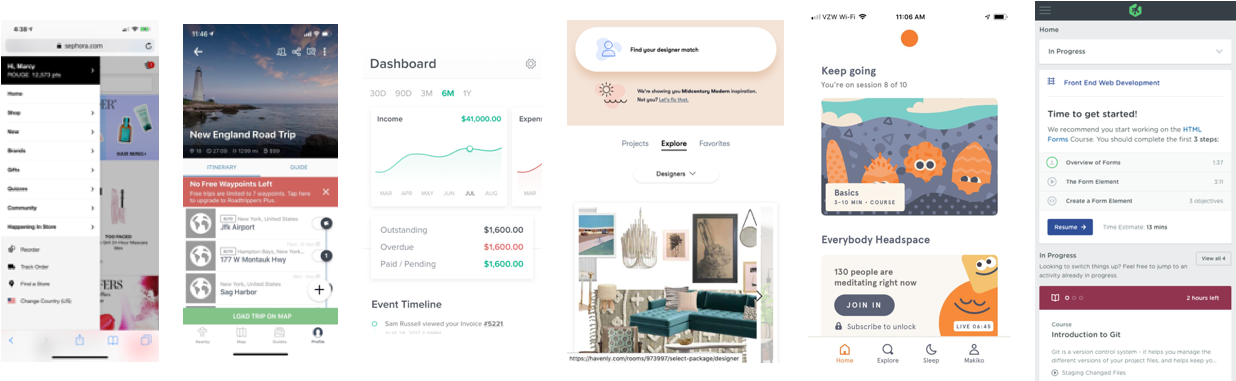 4:38
sephora.com
Hi, Marcy
ROUGE: 12,573 pts
Home
Shop
New
Brands
Gifts
Quizzes
Community
Happening In Store
Reorder
Track Order
Find a Store
Change Country (US)
HAIR MINIS
TOO FACED
FERS
11:46
New England Road Trip
18
27:09
1299 mi
$99
ITINERARY
GUIDE
No Free Waypoints Left
Free trips are limited to 7 waypoints. Tap here
to upgrade to Roadtrippers Plus.
New York, United States
Jfk Airport
Hampton Bays, New York...
177 W Montauk Hwy
1
New York, United States
Sag Harbor
LOAD TRIP ON MAP
Nearby
Map
Guides
Profile
Dashboard
30D
90D
3M
6M
1Y
Income
$41,000.00
Expen
MAR
APR
MAY
JUN
JUL
AUG
MAR
Outstanding
$1,600.00
Overdue
$1,600.00
Paid / Pending
$1,600.00
Event Timeline
Sam Russell viewed your Invoice #5221.
Find your designer match
We're showing you Midcentury Modern inspiration.
Not you? Let's fix that.
Projects
Explore
Favorites
Designers
https://havenly.com/rooms/973997/select-package/designer
VZW Wi-Fi
11:06 AM
Keep going
You're on session 8 of 10
Basics
3-10 MIN • COURSE
Everybody Headspace
130 people are
meditating right now
JOIN IN
Subscribe to unlock
LIVE 06:45
Home
Explore
Sleep
Makiko
Home
In Progress
Front End Web Development
Time to get started!
We recommend you start working on the HTML
Forms Course. You should complete the first 3 steps:
Overview of Forms
1:37
The Form Element
3:11
Create a Form Element
3 objectives
Resume →
Time Estimate: 13 mins
In Progress
View all 4
Looking to switch things up? Feel free to jump to an
activity already in progress.
2 hours left
Course
Introduction to Git
Git is a version control system - it helps you manage the
different versions of your project files, and helps keep yo...
Staging Changed Files